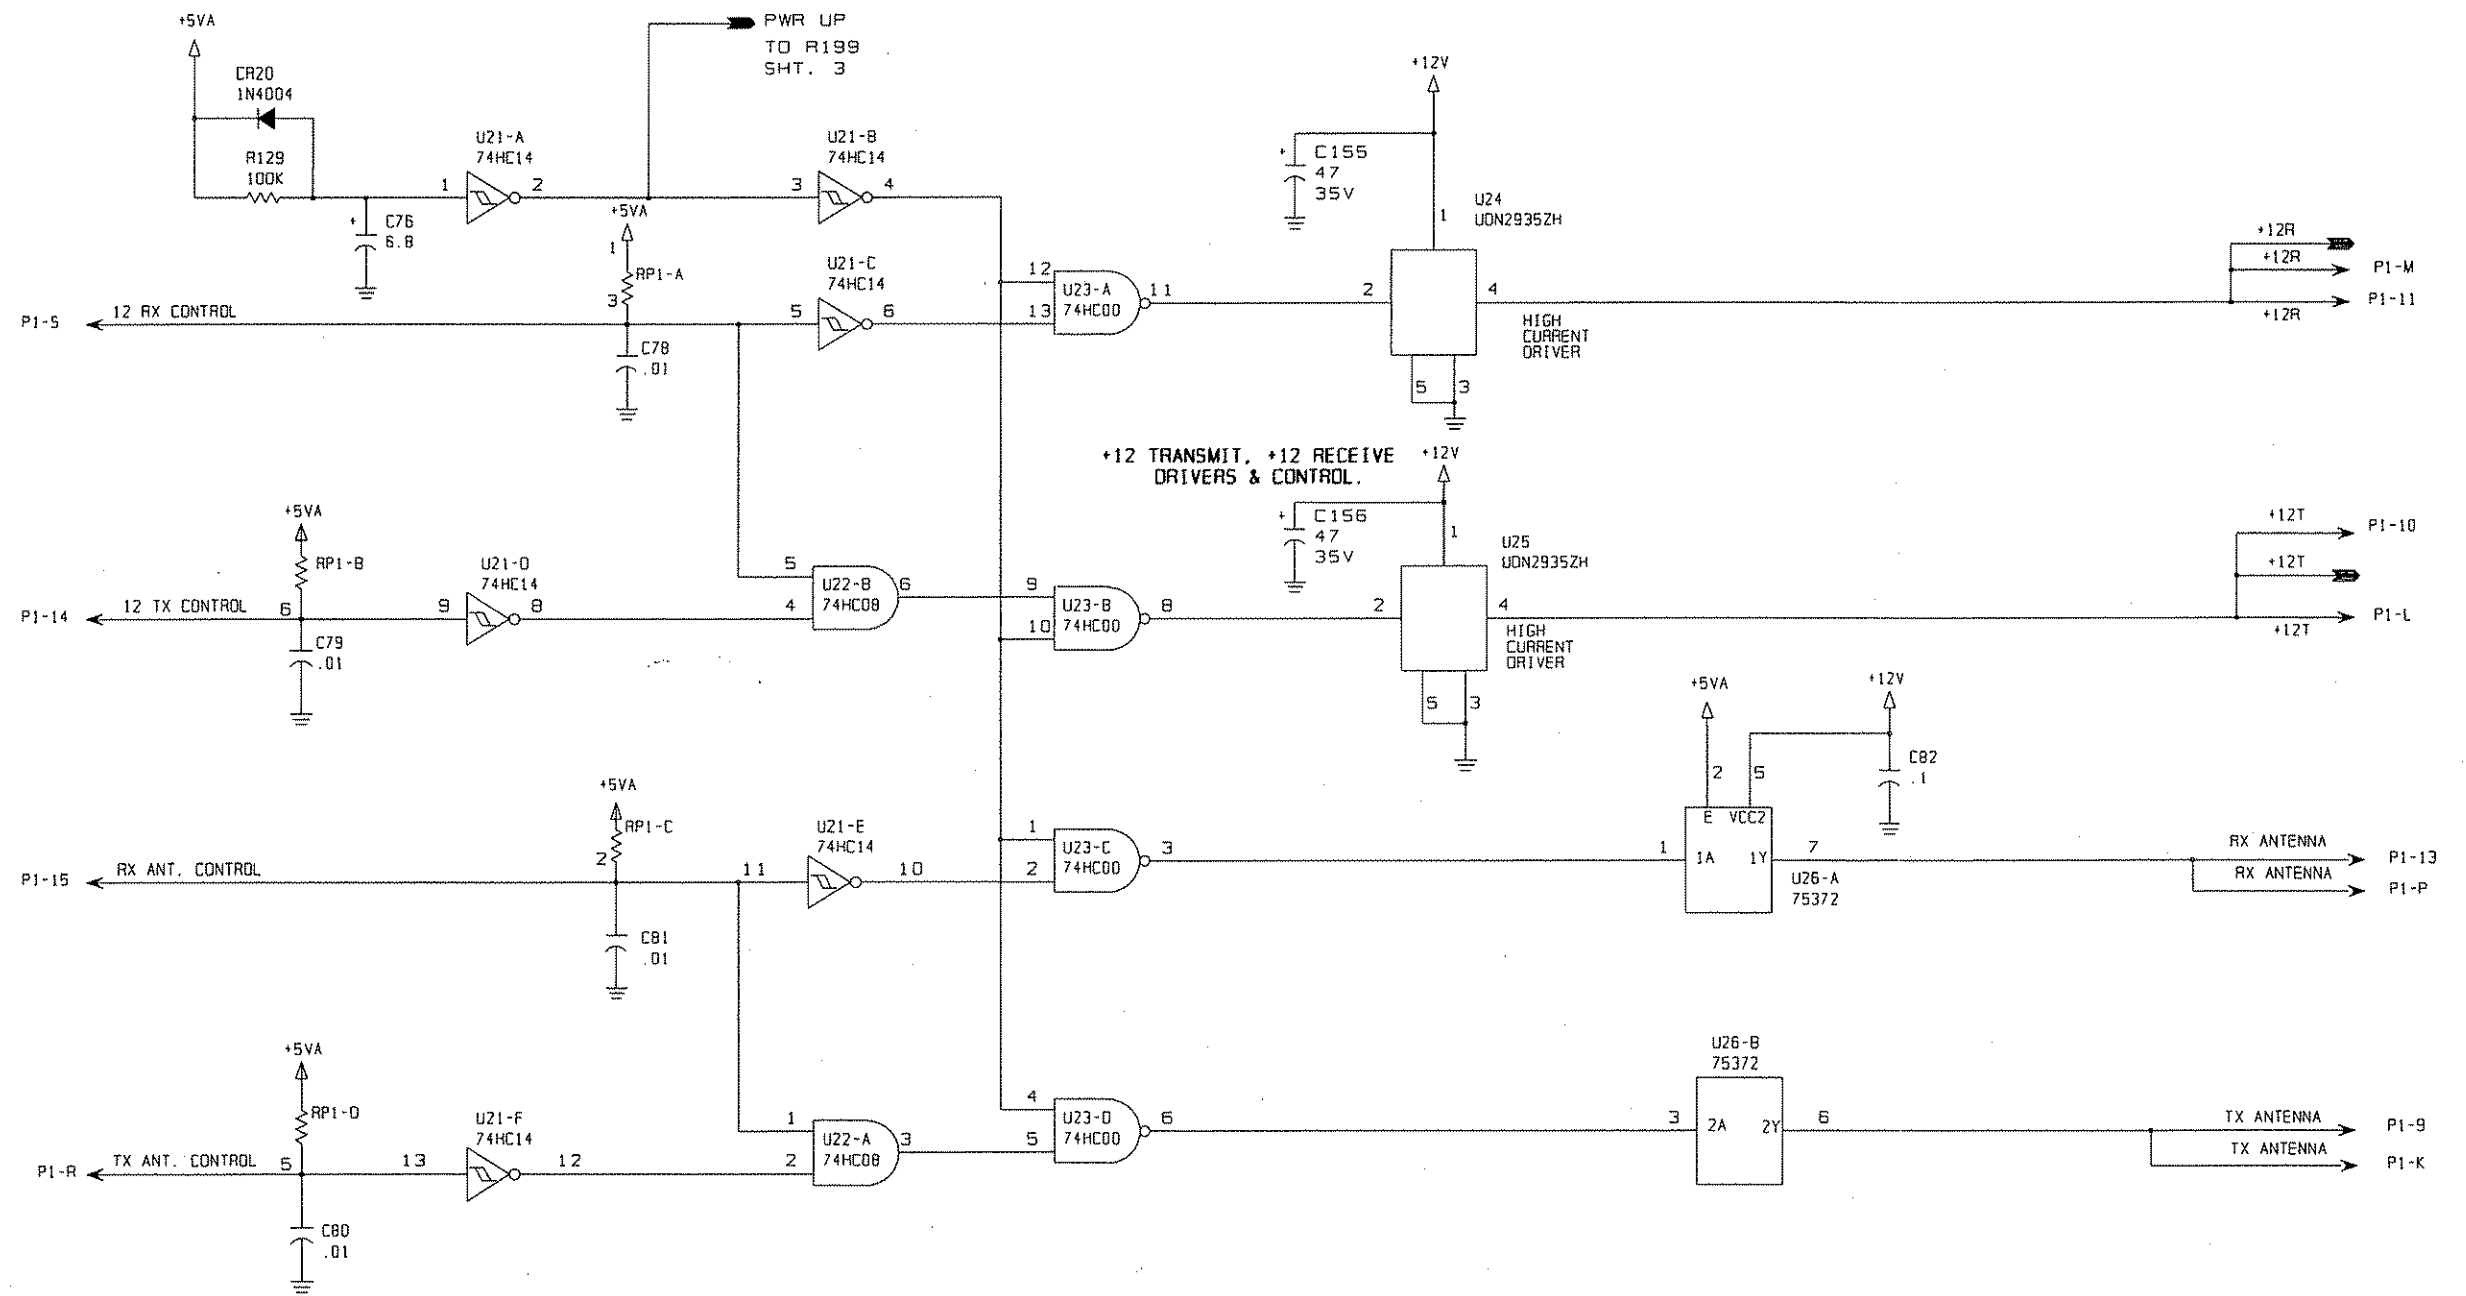 +5VA
PWR UP
TO R199
SHT. 3
CR20
1N4004
R129
100K
U21-A
74HC14
1
2
C76
6.8
+
U21-B
74HC14
3
4
+5VA
1
RP1-A
3
U21-C
74HC14
5
6
C78
.01
P1-S
12 RX CONTROL
12
13
U23-A
74HC00
11
+12V
+
C155
47
35V
1
U24
UDN2935ZH
2
4
5
3
HIGH
CURRENT
DRIVER
+12R
+12R
+12R
P1-M
P1-11
+12 TRANSMIT, +12 RECEIVE
DRIVERS & CONTROL.
+5VA
RP1-B
P1-14
12 TX CONTROL
6
C79
.01
U21-D
74HC14
9
8
5
4
U22-B
74HC08
6
9
10
U23-B
74HC00
8
+12V
+
C156
47
35V
1
U25
UDN2935ZH
2
4
5
3
HIGH
CURRENT
DRIVER
+12T
+12T
+12T
P1-10
P1-L
+5VA
RP1-C
2
P1-15
RX ANT. CONTROL
C81
.01
U21-E
74HC14
11
10
1
2
U23-C
74HC00
3
+5VA
+12V
2
5
C82
.1
E VCC2
1
1A 1Y
7
U26-A
75372
RX ANTENNA
RX ANTENNA
P1-13
P1-P
+5VA
RP1-D
P1-R
TX ANT. CONTROL
5
C80
.01
U21-F
74HC14
13
12
1
2
U22-A
74HC08
3
4
5
U23-D
74HC00
6
U26-B
75372
3
2A 2Y
6
TX ANTENNA
TX ANTENNA
P1-9
P1-K